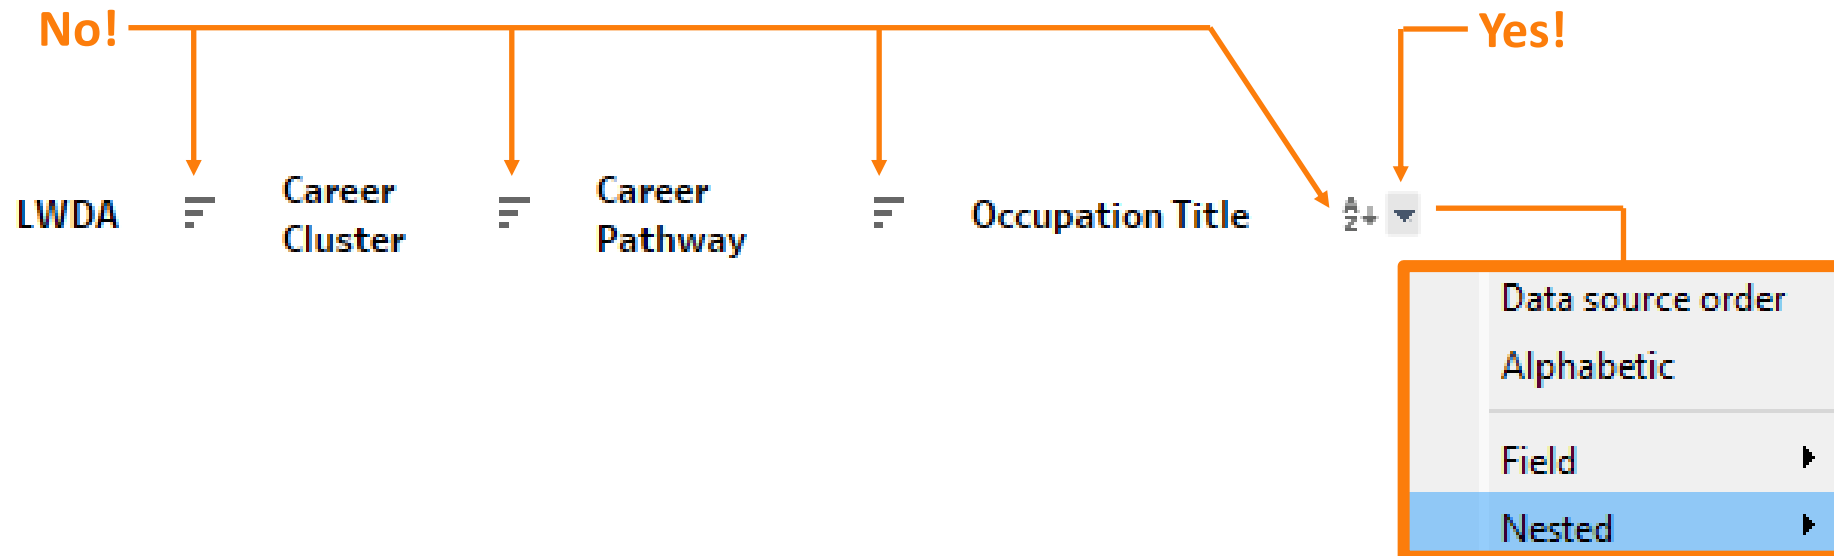 No!
Yes!
LWDA
Career
Cluster
Career
Pathway
Occupation Title
A
Z
Data source order
Alphabetic
Field
Nested